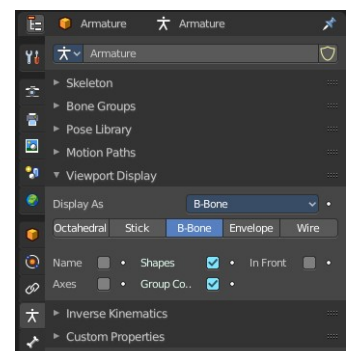 Armature Armature
Armature
Skeleton
Bone Groups
Pose Library
Motion Paths
Viewport Display
Display As B-Bone
Octahedral Stick B-Bone Envelope Wire
Name Shapes In Front
Axes Group Co..
Inverse Kinematics
Custom Properties